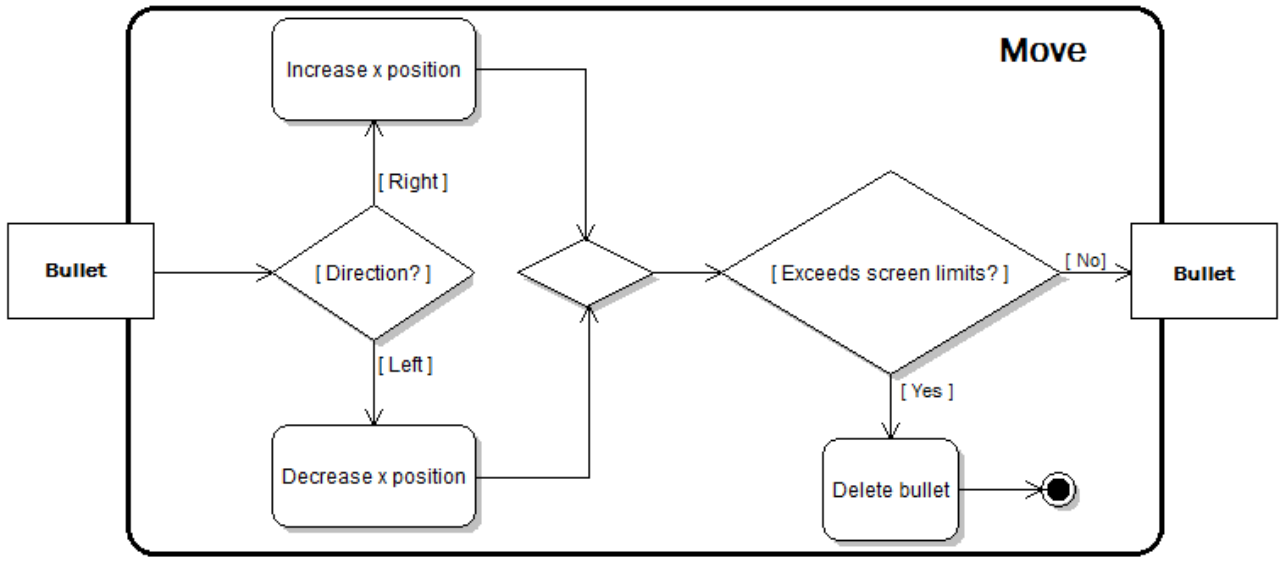 Move
Increase x position
[ Right ]
Bullet
[ Direction? ]
[ Exceeds screen limits? ]
[ No]
Bullet
[ Left ]
[ Yes ]
Decrease x position
Delete bullet